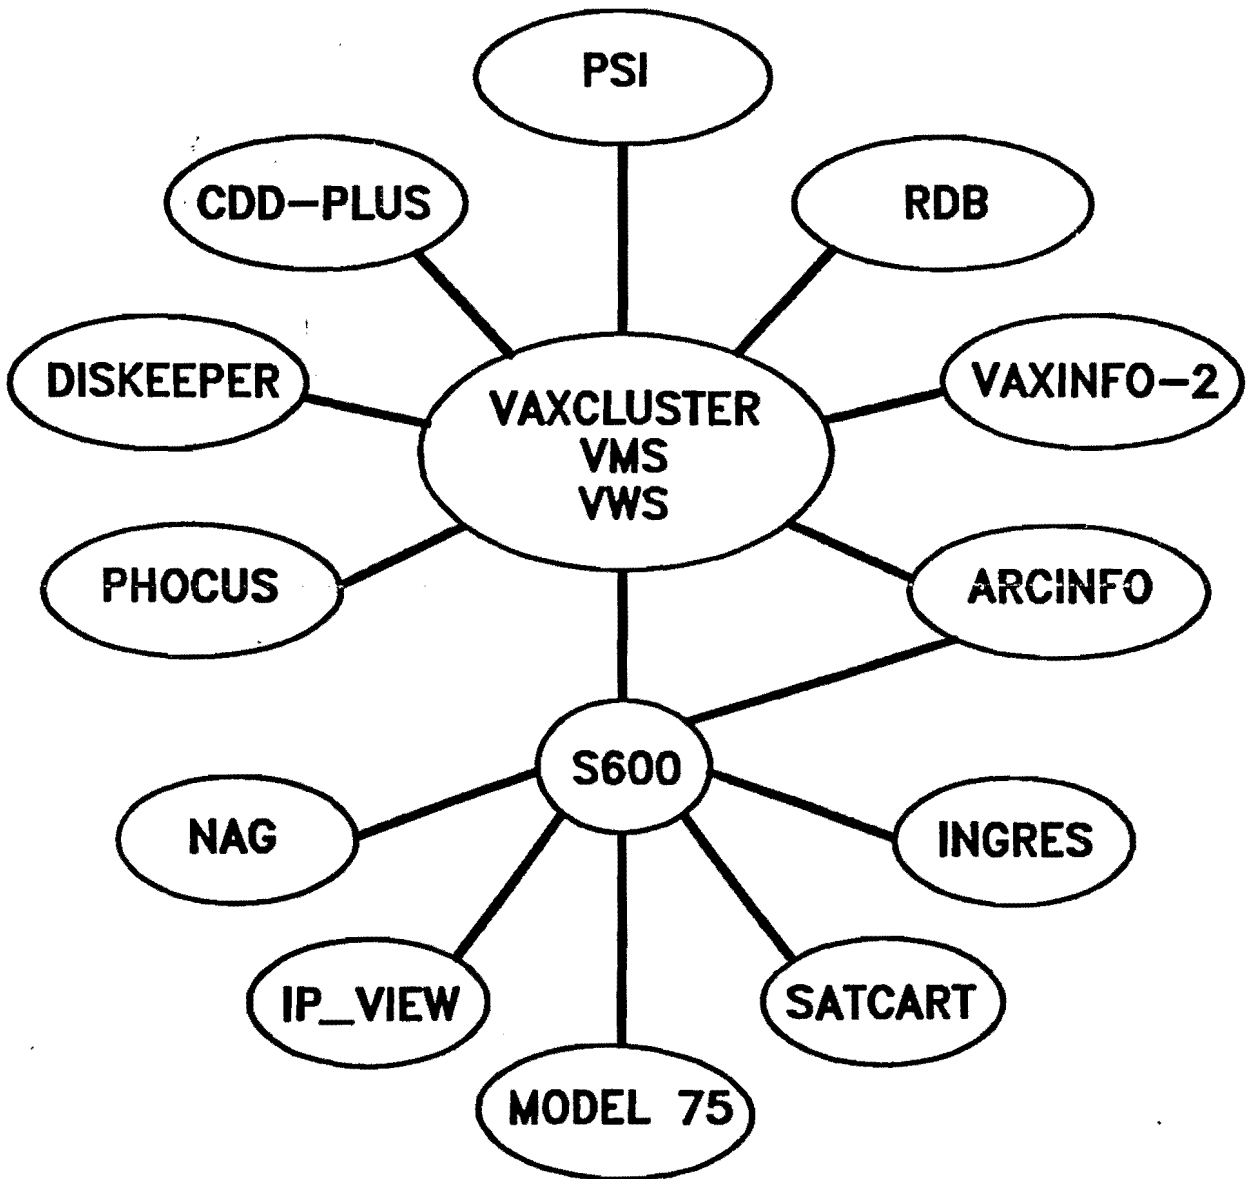 PSI
CDD-PLUS
RDB
DISKEEPER
VAXINFO-2
VAXCLUSTER
VMS
VWS
PHOCUS
ARCINFO
S600
NAG
INGRES
IP_VIEW
SATCART
MODEL 75